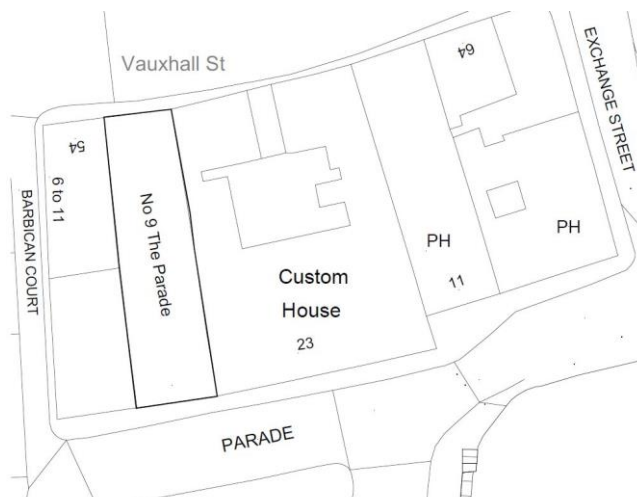 Vauxhall St
64
EXCHANGE STREET
54
6 to 11
BARBICAN COURT
No 9 The Parade
PH
PH
11
Custom
House
23
PARADE